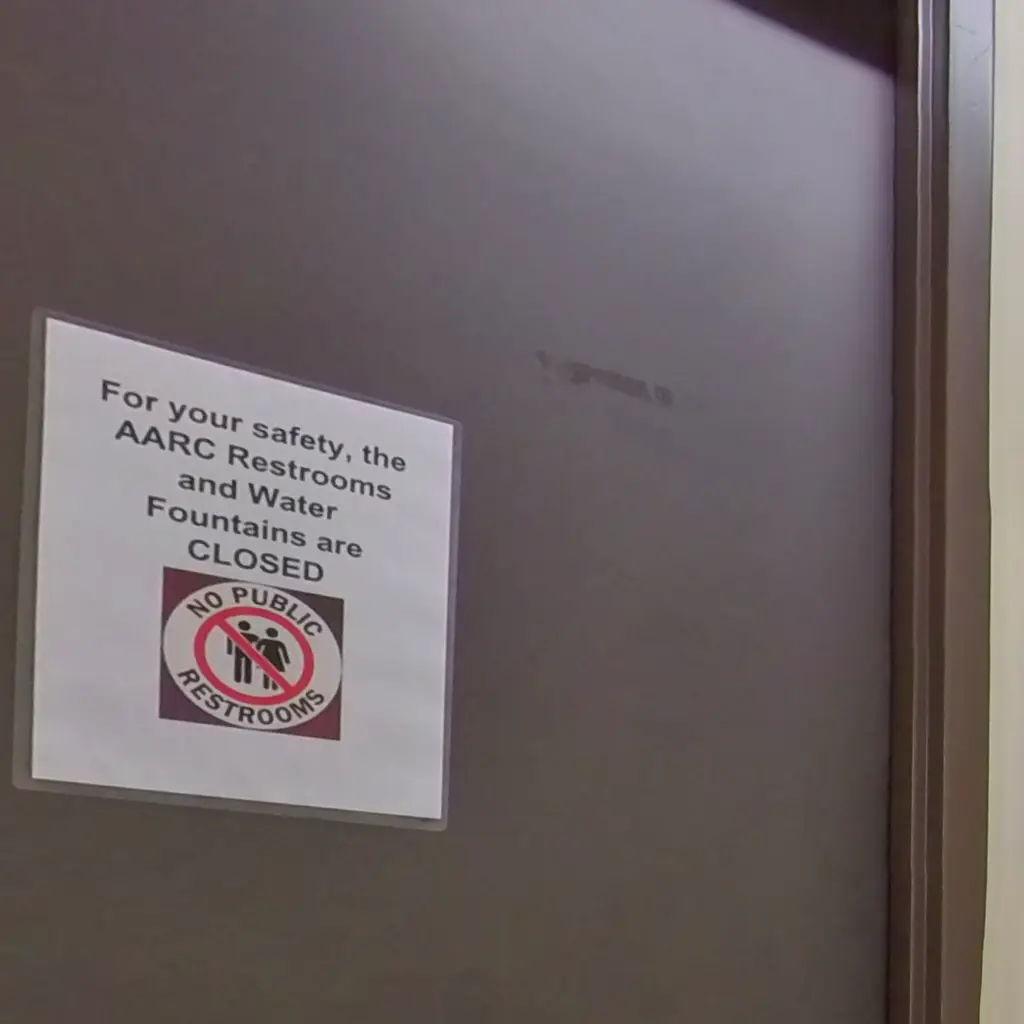 For your safety, the
AARC Restrooms
and Water
Fountains are
CLOSED
NO PUBLIC
RESTROOMS